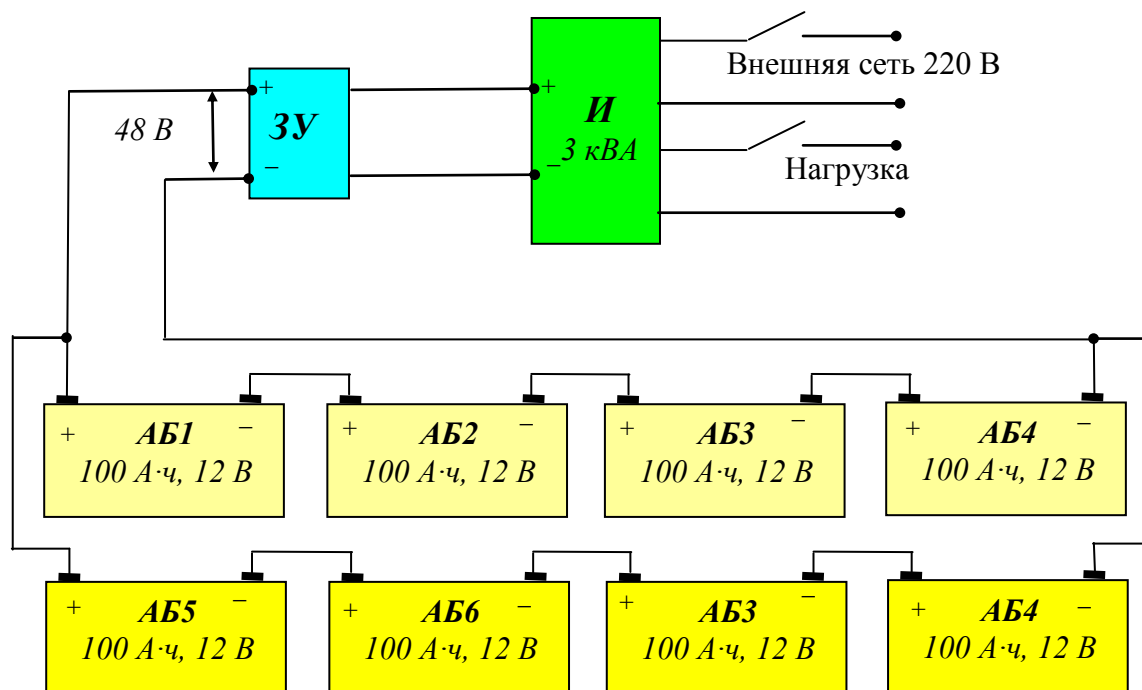 Внешняя сеть 220 В
+ + И
48 В ЗУ 3 кВА
− −
Нагрузка
+ АБ1 − + АБ2 − + АБ3 − + АБ4 −
100 А·ч, 12 В 100 А·ч, 12 В 100 А·ч, 12 В 100 А·ч, 12 В
+ АБ5 − + АБ6 − + АБ3 − + АБ4 −
100 А·ч, 12 В 100 А·ч, 12 В 100 А·ч, 12 В 100 А·ч, 12 В